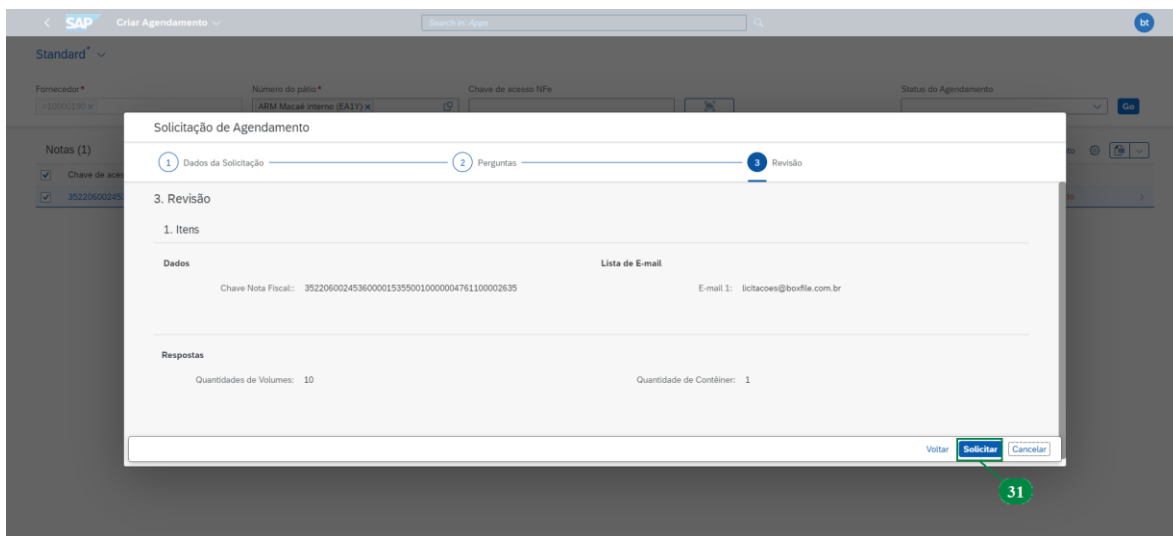 SAP Criar Agendamento Search in: Apps bt
Standard*
Fornecedor* Número do pátio* Chave de acesso NFe Status do Agendamento
=10000190 ARM Macaé interno (EA1Y) Go
Solicitação de Agendamento
Notas (1)
1 Dados da Solicitação 2 Perguntas 3 Revisão
Chave de aces
35220600245
3. Revisão
1. Itens
Dados Lista de E-mail
Chave Nota Fiscal:: 35220600245360000153550010000004761100002635 E-mail 1: licitacoes@boxfile.com.br
Respostas
Quantidades de Volumes: 10 Quantidade de Contêiner: 1
Voltar Solicitar Cancelar
31